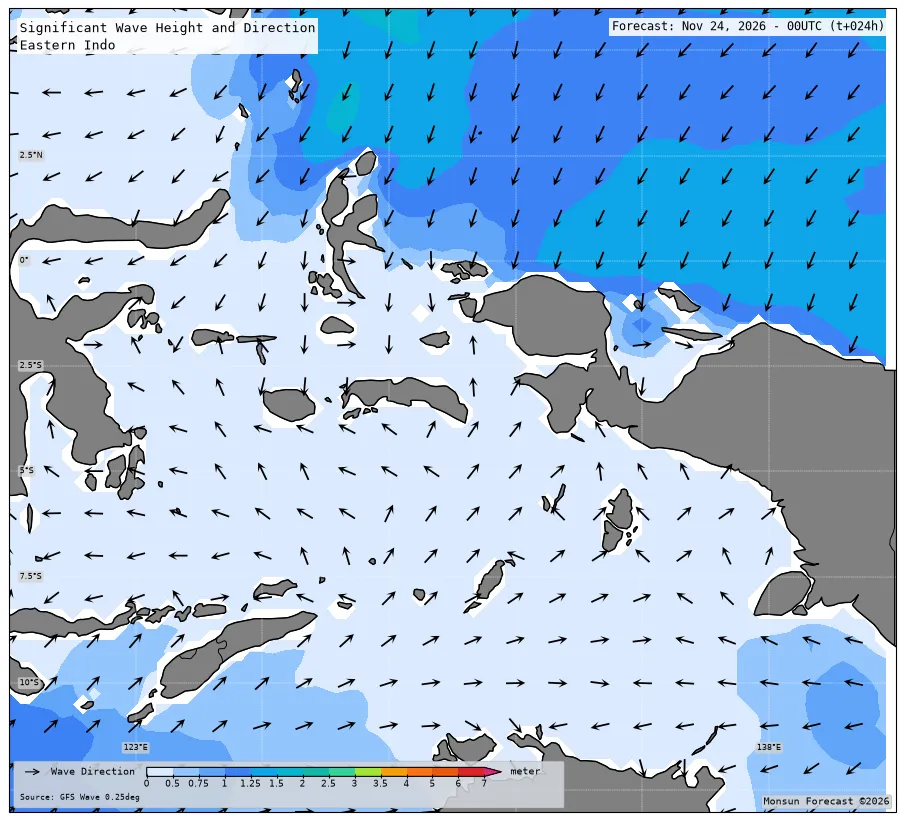 Significant Wave Height and Direction
Eastern Indo
Forecast: Nov 24, 2026 - 00UTC (t+024h)
2.5°N
0°
2.5°S
5°S
7.5°S
10°S
123°E
138°E
Wave Direction
meter
0 0.5 0.75 1 1.25 1.5 2 2.5 3 3.5 4 5 6 7
Source: GFS Wave 0.25deg
Monsun Forecast ©2026